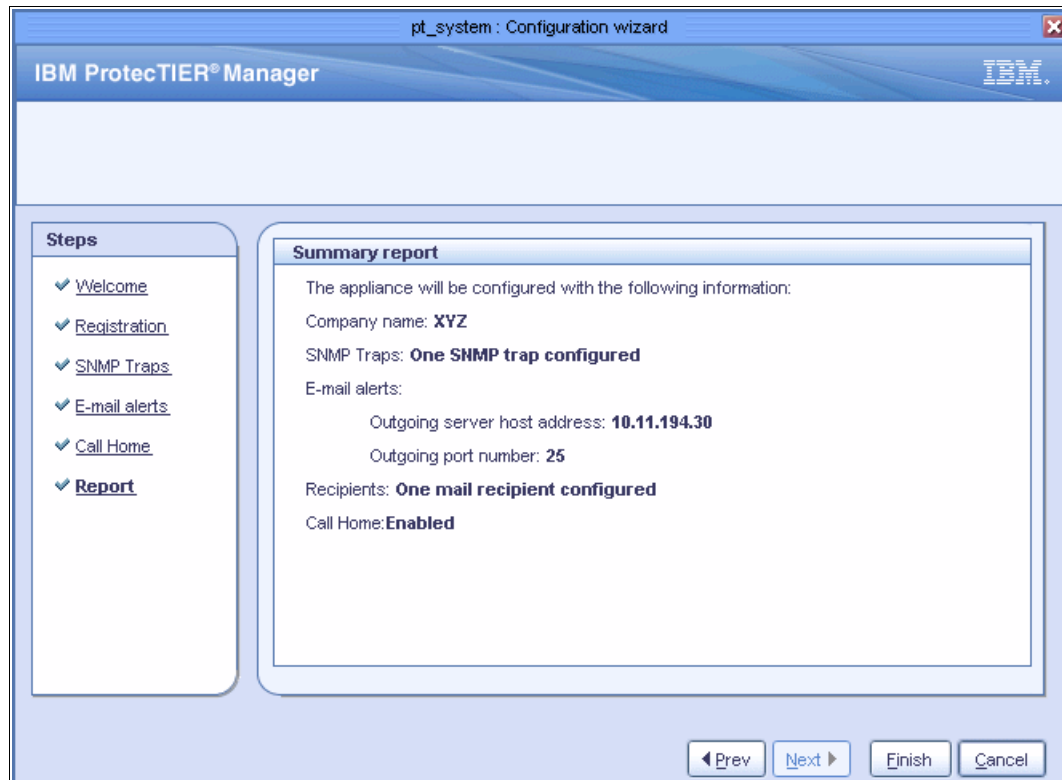 pt_system : Configuration wizard
IBM ProtecTIER® Manager
IBM.
Steps
Welcome
Registration
SNMP Traps
E-mail alerts
Call Home
Report
Summary report
The appliance will be configured with the following information:
Company name: XYZ
SNMP Traps: One SNMP trap configured
E-mail alerts:
Outgoing server host address: 10.11.194.30
Outgoing port number: 25
Recipients: One mail recipient configured
Call Home:Enabled
Prev Next Finish Cancel